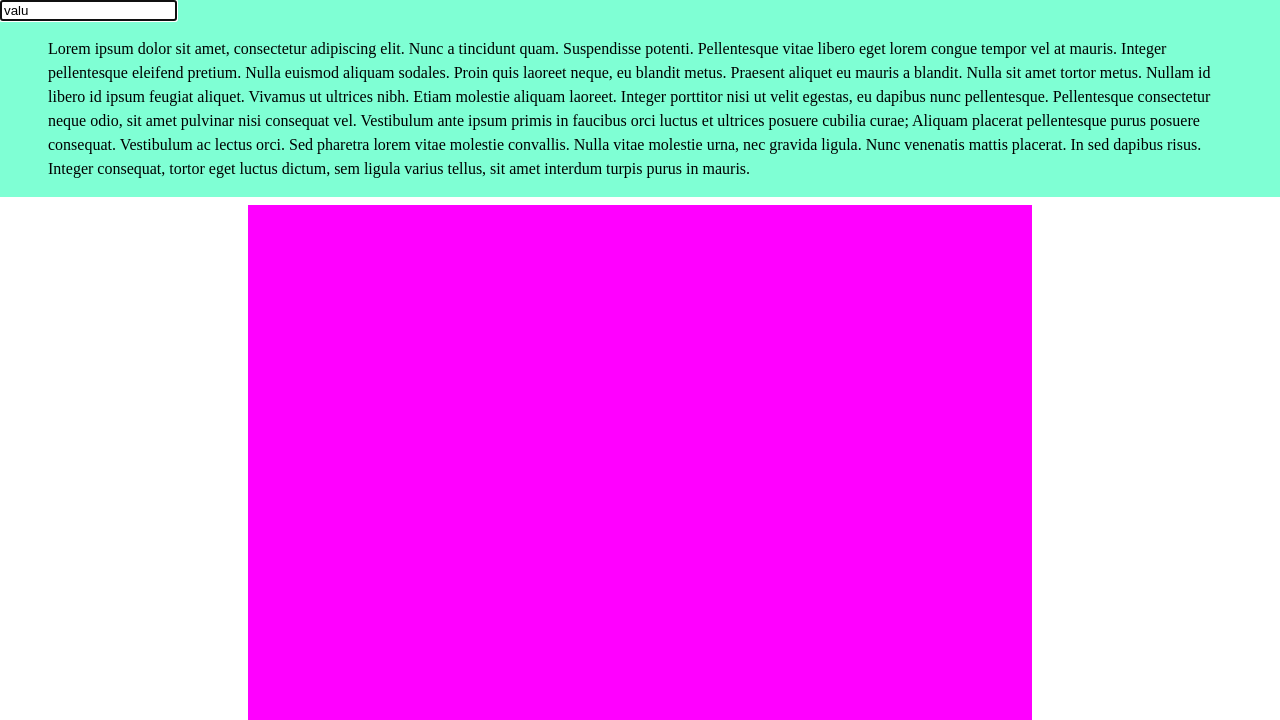 valu
Lorem ipsum dolor sit amet, consectetur adipiscing elit. Nunc a tincidunt quam. Suspendisse potenti. Pellentesque vitae libero eget lorem congue tempor vel at mauris. Integer
pellentesque eleifend pretium. Nulla euismod aliquam sodales. Proin quis laoreet neque, eu blandit metus. Praesent aliquet eu mauris a blandit. Nulla sit amet tortor metus. Nullam id
libero id ipsum feugiat aliquet. Vivamus ut ultrices nibh. Etiam molestie aliquam laoreet. Integer porttitor nisi ut velit egestas, eu dapibus nunc pellentesque. Pellentesque consectetur
neque odio, sit amet pulvinar nisi consequat vel. Vestibulum ante ipsum primis in faucibus orci luctus et ultrices posuere cubilia curae; Aliquam placerat pellentesque purus posuere
consequat. Vestibulum ac lectus orci. Sed pharetra lorem vitae molestie convallis. Nulla vitae molestie urna, nec gravida ligula. Nunc venenatis mattis placerat. In sed dapibus risus.
Integer consequat, tortor eget luctus dictum, sem ligula varius tellus, sit amet interdum turpis purus in mauris.